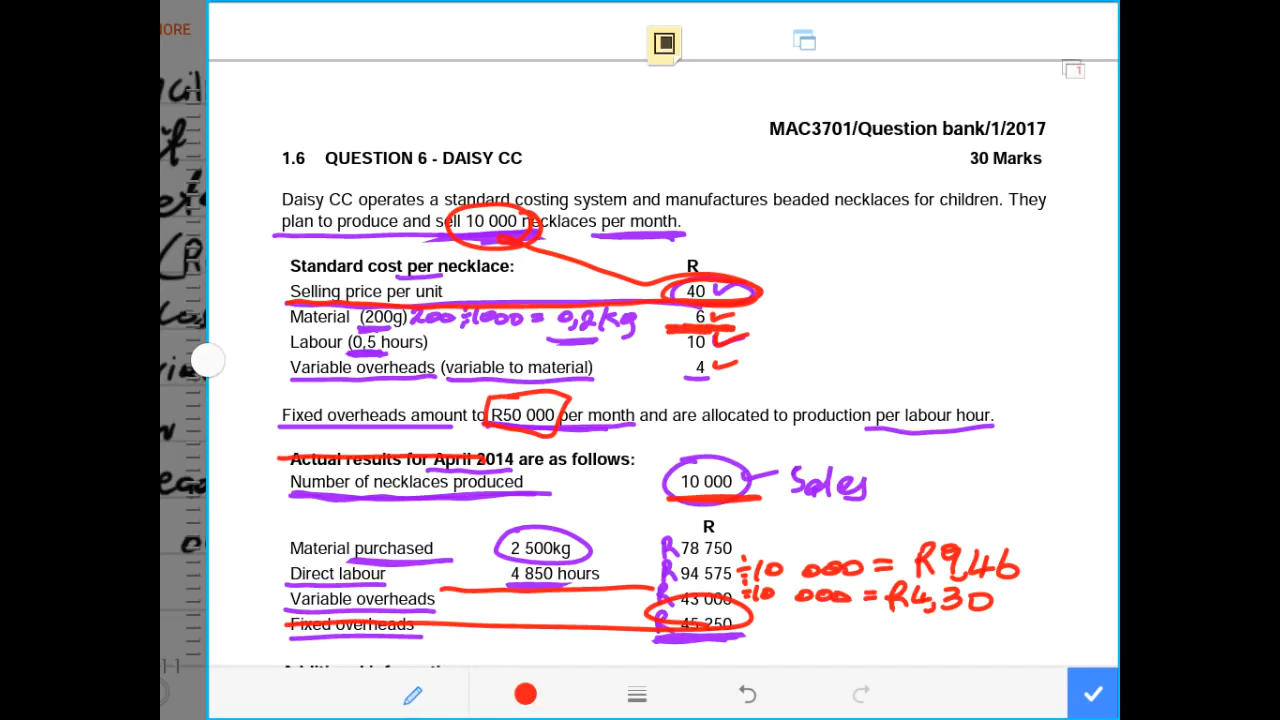 MORE
1
MAC3701/Question bank/1/2017
1.6 QUESTION 6 - DAISY CC 30 Marks
Daisy CC operates a standard costing system and manufactures beaded necklaces for children. They
plan to produce and sell 10 000 necklaces per month.
Standard cost per necklace: R
Selling price per unit 40
Material (200g) 200÷1000 = 0,2kg 6
Labour (0,5 hours) 10
Variable overheads (variable to material) 4
Fixed overheads amount to R50 000 per month and are allocated to production per labour hour.
Actual results for April 2014 are as follows:
Number of necklaces produced 10 000 Sales
R
Material purchased 2 500kg R 78 750
Direct labour 4 850 hours R 94 575 ÷10 000 = R9,46
Variable overheads R 43 000 ÷10 000 = R4,30
Fixed overheads R 45 250